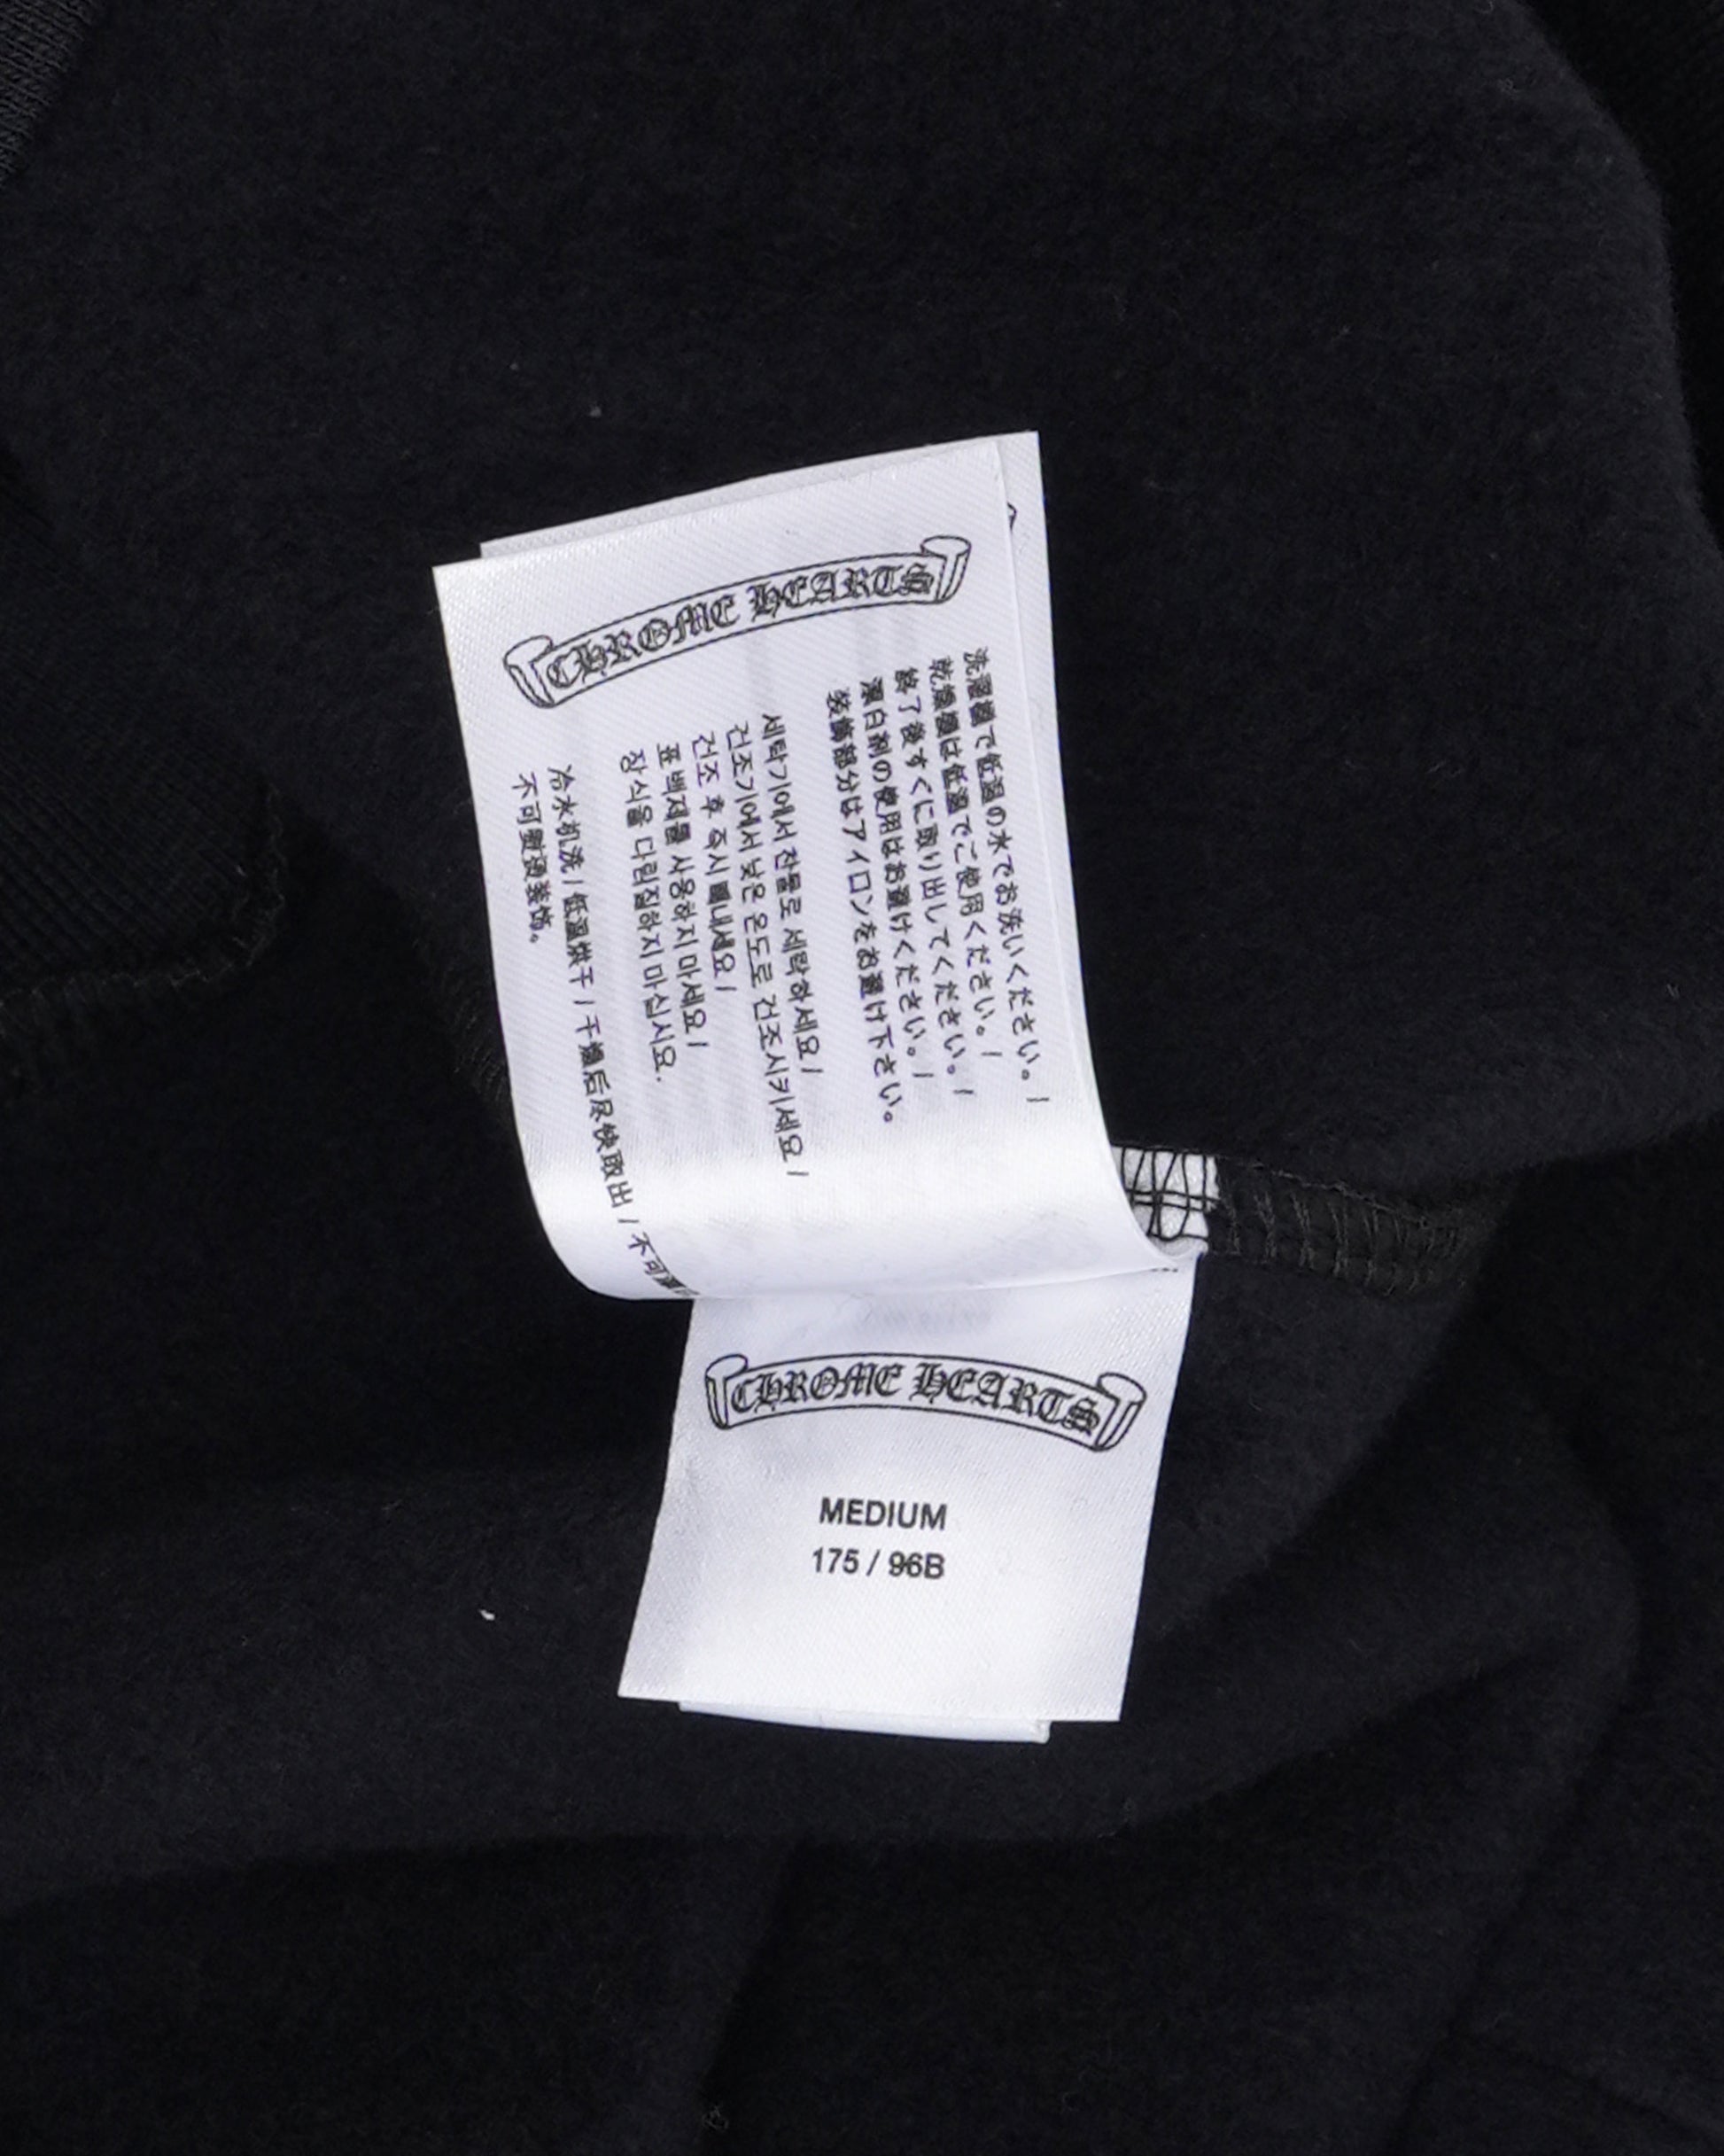 CHROME HEARTS
洗濯機で低温の水でお洗いください。/
乾燥機は低温でご使用ください。/
終了後すぐに取り出してください。/
漂白剤の使用はお避けください。/
装飾部分はアイロンをお避け下さい。
세탁기에서 찬물로 세탁하세요 /
건조기에서 낮은 온도로 건조시키세요 /
건조 후 즉시 빼내세요 /
표백제를 사용하지 마세요 /
장식을 다림질하지 마십시요.
冷水机洗 / 低温烘干 / 干燥后尽快取出 / 不可漂
不可熨烫装饰。
CHROME HEARTS
MEDIUM
175 / 96B